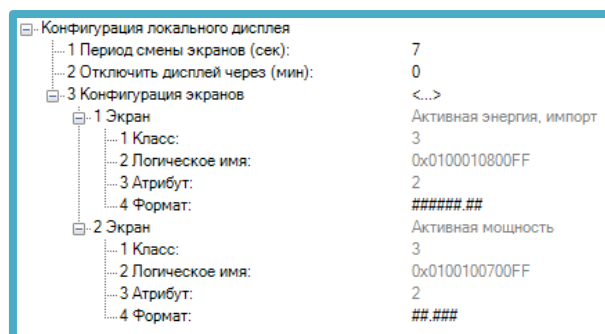 Конфигурация локального дисплея
1 Период смены экранов (сек): 7
2 Отключить дисплей через (мин): 0
3 Конфигурация экранов <...>
1 Экран Активная энергия, импорт
1 Класс: 3
2 Логическое имя: 0x0100010800FF
3 Атрибут: 2
4 Формат: ######.##
2 Экран Активная мощность
1 Класс: 3
2 Логическое имя: 0x0100100700FF
3 Атрибут: 2
4 Формат: ##.###